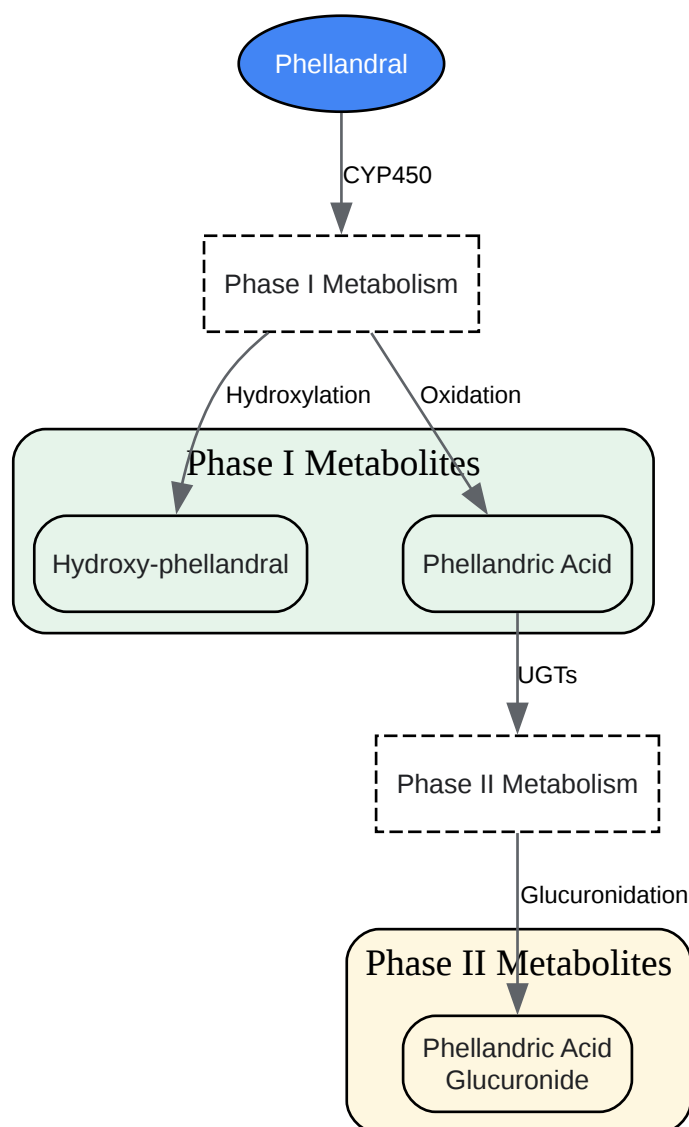 Phellandral
CYP450
Phase I Metabolism
Hydroxylation
Oxidation
Phase I Metabolites
Hydroxy-phellandral
Phellandric Acid
UGTs
Phase II Metabolism
Glucuronidation
Phase II Metabolites
Phellandric Acid
Glucuronide